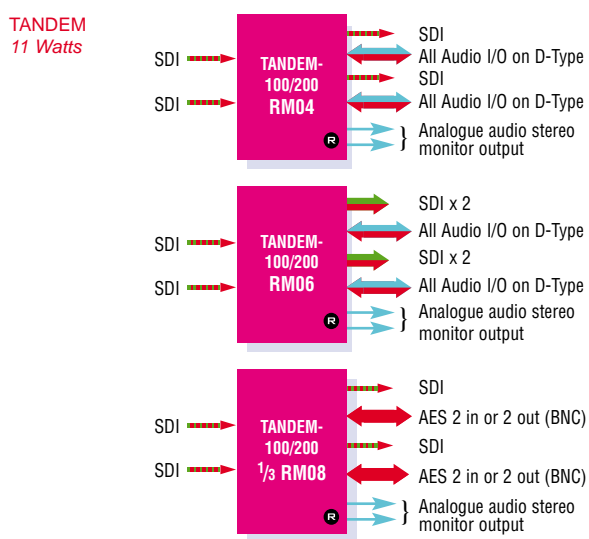 TANDEM
11 Watts
SDI
SDI
TANDEM-
100/200
RM04
R
SDI
All Audio I/O on D-Type
SDI
All Audio I/O on D-Type
} Analogue audio stereo
monitor output
SDI
SDI
TANDEM-
100/200
RM06
R
SDI x 2
All Audio I/O on D-Type
SDI x 2
All Audio I/O on D-Type
} Analogue audio stereo
monitor output
SDI
SDI
TANDEM-
100/200
1/3 RM08
R
SDI
AES 2 in or 2 out (BNC)
SDI
AES 2 in or 2 out (BNC)
} Analogue audio stereo
monitor output